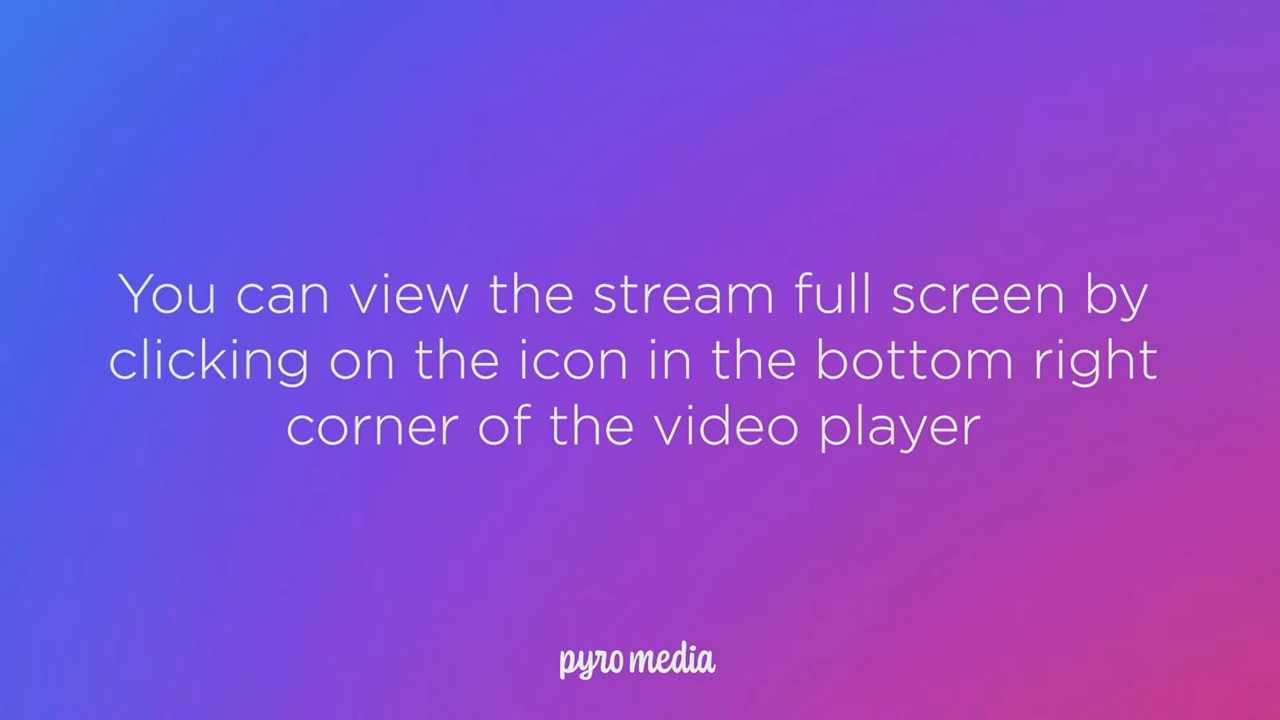 You can view the stream full screen by
clicking on the icon in the bottom right
corner of the video player
pyro media